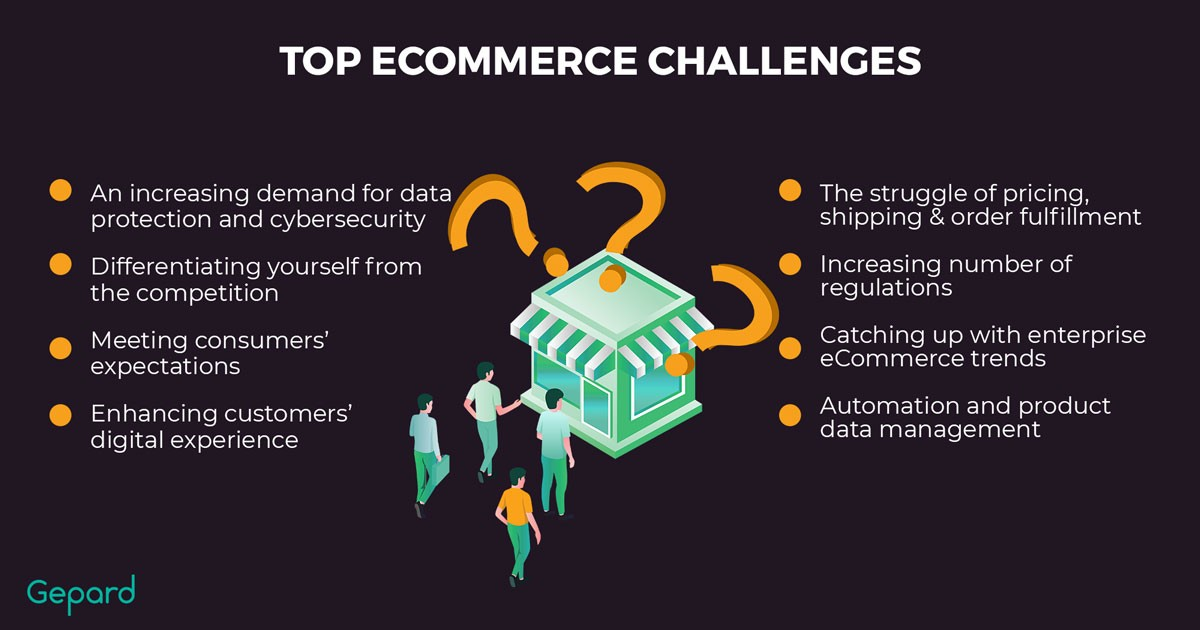 TOP ECOMMERCE CHALLENGES
An increasing demand for data
protection and cybersecurity
Differentiating yourself from
the competition
Meeting consumers’
expectations
Enhancing customers’
digital experience
The struggle of pricing,
shipping & order fulfillment
Increasing number of
regulations
Catching up with enterprise
eCommerce trends
Automation and product
data management
Gepard